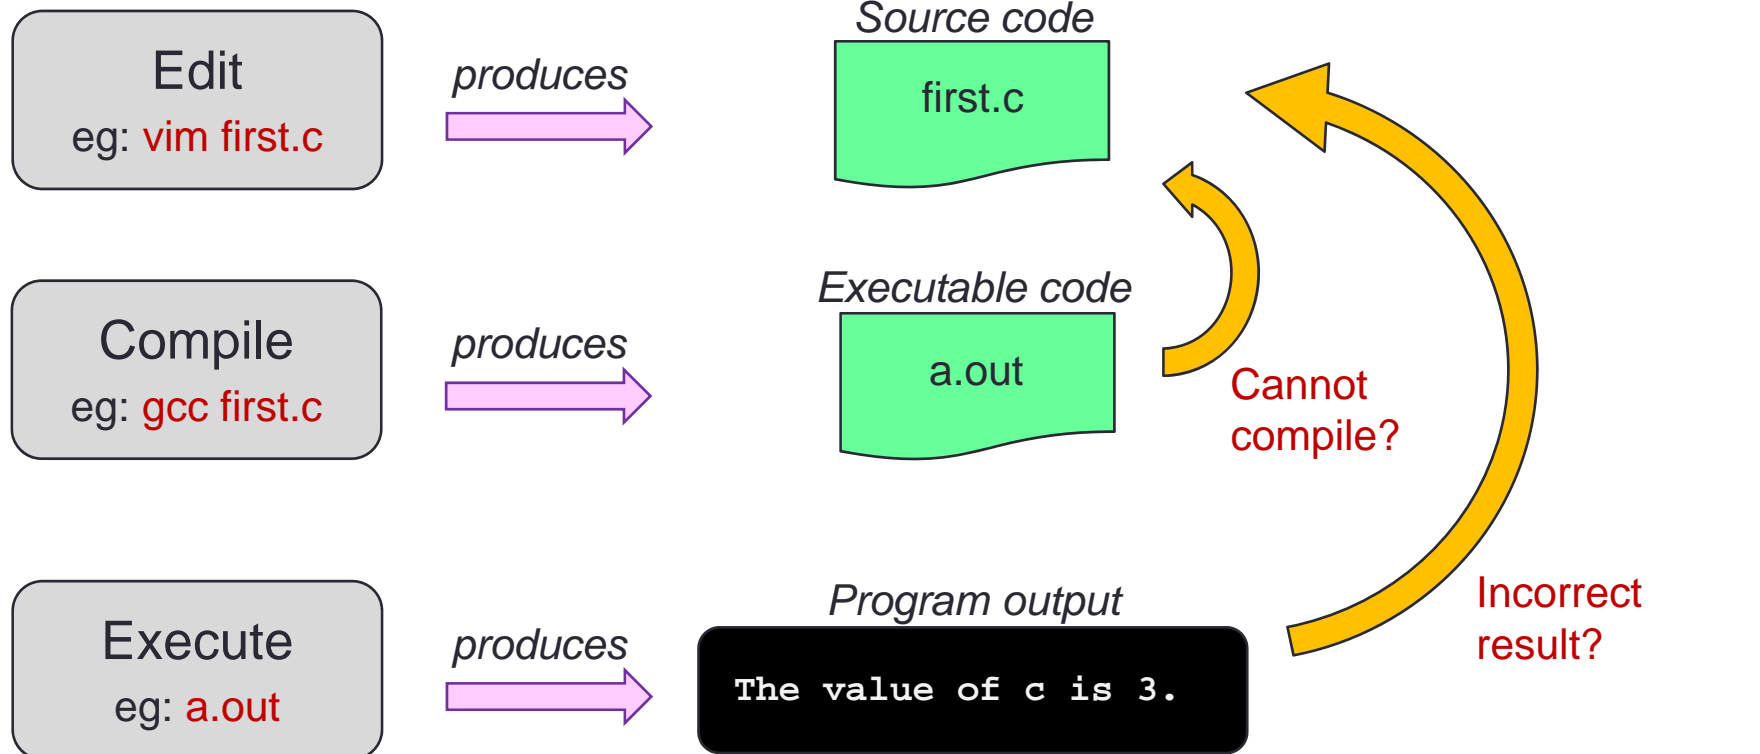 Edit
eg: vim first.c
produces
Source code
first.c
Compile
eg: gcc first.c
produces
Executable code
a.out
Cannot
compile?
Execute
eg: a.out
produces
Program output
The value of c is 3.
Incorrect
result?